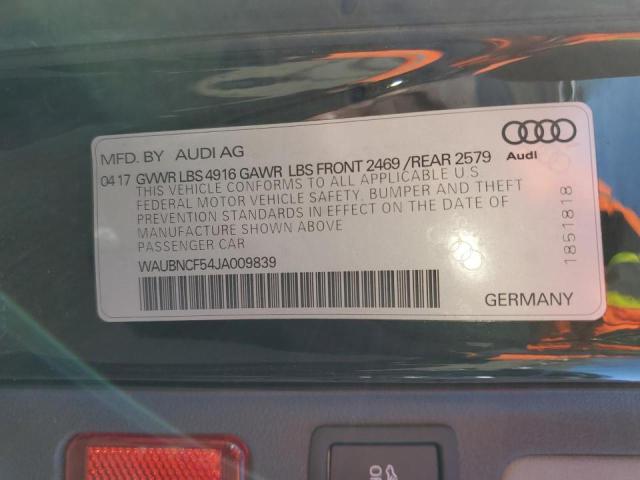 MFD. BY AUDI AG
04 17 GVWR LBS 4916 GAWR LBS FRONT 2469 /REAR 2579
THIS VEHICLE CONFORMS TO ALL APPLICABLE U.S
FEDERAL MOTOR VEHICLE SAFETY, BUMPER AND THEFT
PREVENTION STANDARDS IN EFFECT ON THE DATE OF
MANUFACTURE SHOWN ABOVE
PASSENGER CAR
WAUBNCF54JA009839
Audi
1851818
GERMANY